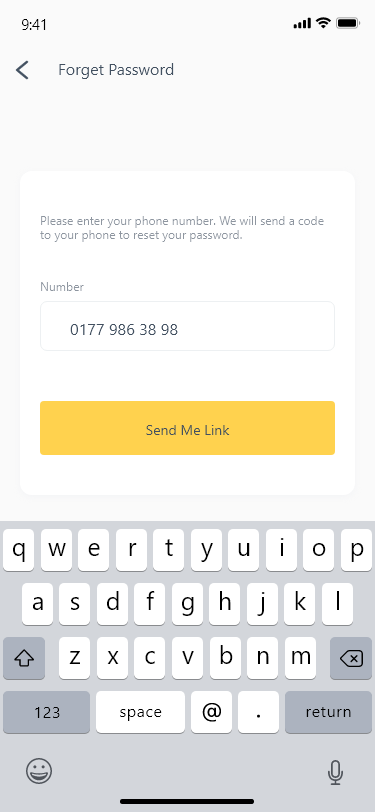 9:41
Forget Password
Please enter your phone number. We will send a code
to your phone to reset your password.
Number
0177 986 38 98
Send Me Link
q w e r t y u i o p
a s d f g h j k l
z x c v b n m
123 space @ . return